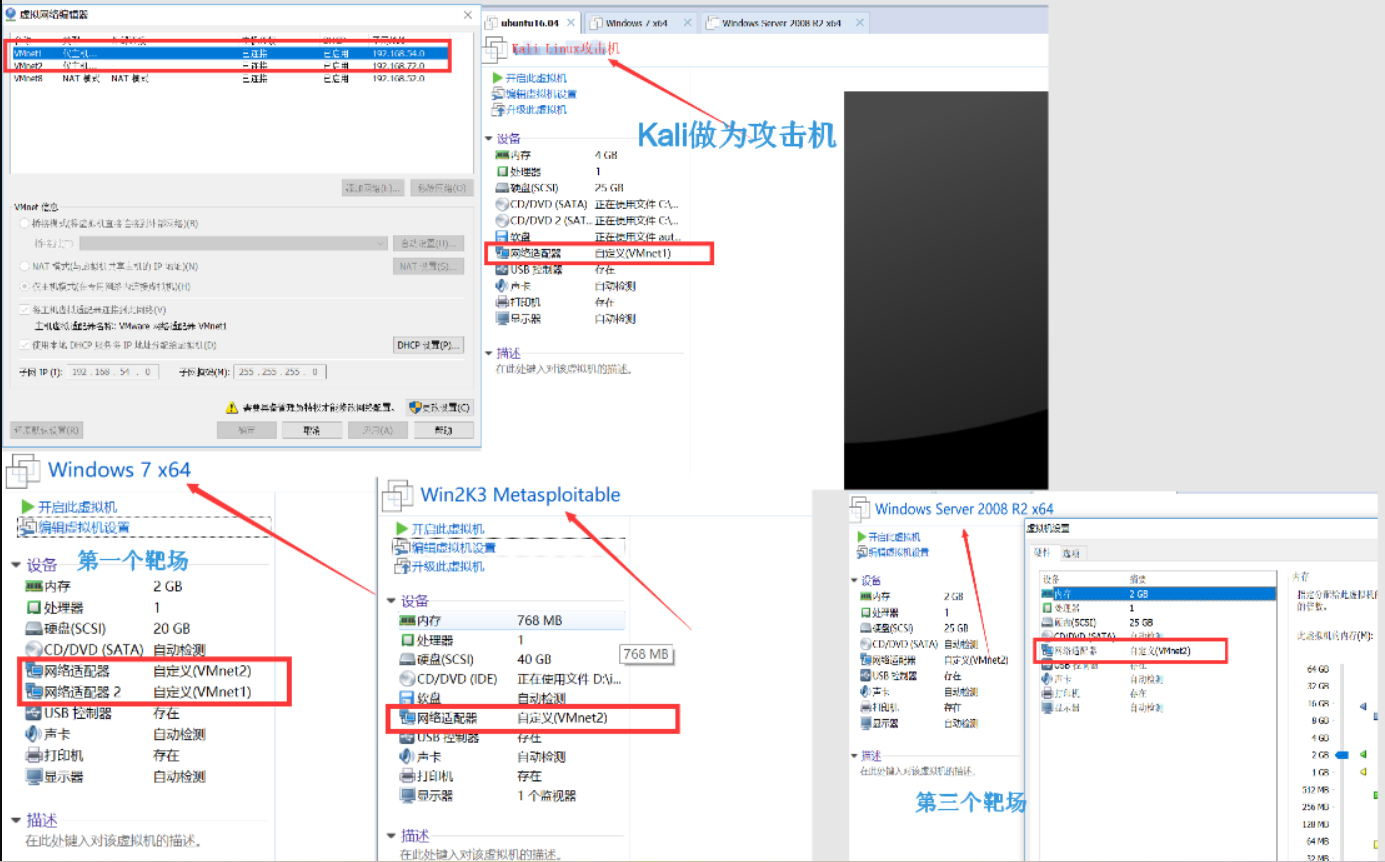 虚拟网络编辑器
VMnet1 仅主机... 已连接 已启用 192.168.54.0
VMnet2 仅主机... 已连接 已启用 192.168.72.0
VMnet8 NAT 模式 NAT 模式 已连接 已启用 192.168.52.0
添加网络(E)... 移除网络(O)
VMnet 信息
桥接模式(将虚拟机直接连接到外部网络)(B)
自动设置(U)...
NAT 模式(与虚拟机共享主机的 IP 地址)(N) NAT 设置(S)...
仅主机模式(在专用网络内连接虚拟机)(H)
将主机虚拟适配器连接到此网络(V)
主机虚拟适配器名称: VMware 网络适配器 VMnet1
使用本地 DHCP 服务将 IP 地址分配给虚拟机(D) DHCP 设置(P)...
子网 IP (I): 192 . 168 . 54 . 0 子网掩码(M): 255 . 255 . 255 . 0
需要具备管理员特权才能修改网络配置。 更改设置(C)
还原默认设置(R) 确定 取消 应用(A) 帮助
ubuntu16.04 Windows 7 x64 Windows Server 2008 R2 x64
Kali Linux攻击机
开启此虚拟机
编辑虚拟机设置
升级此虚拟机
Kali做为攻击机
设备
内存 4 GB
处理器 1
硬盘(SCSI) 25 GB
CD/DVD (SATA) 正在使用文件 C:\...
CD/DVD 2 (SAT... 正在使用文件 C:\...
软盘 正在使用文件 aut...
网络适配器 自定义(VMnet1)
USB 控制器 存在
声卡 自动检测
打印机 存在
显示器 自动检测
描述
在此处键入对该虚拟机的描述。
Windows 7 x64
开启此虚拟机
编辑虚拟机设置
第一个靶场
设备
内存 2 GB
处理器 1
硬盘(SCSI) 20 GB
CD/DVD (SATA) 自动检测
网络适配器 自定义(VMnet2)
网络适配器 2 自定义(VMnet1)
USB 控制器 存在
声卡 自动检测
打印机 存在
显示器 自动检测
描述
在此处键入对该虚拟机的描述。
Win2K3 Metasploitable
开启此虚拟机
编辑虚拟机设置
升级此虚拟机
设备
内存 768 MB
处理器 1
768 MB
硬盘(SCSI) 40 GB
CD/DVD (IDE) 正在使用文件 D:\i...
软盘 自动检测
网络适配器 自定义(VMnet2)
USB 控制器 存在
声卡 自动检测
打印机 存在
显示器 1 个监视器
描述
在此处键入对该虚拟机的描述。
Windows Server 2008 R2 x64
开启此虚拟机
编辑虚拟机设置
设备
内存 2 GB
处理器 1
硬盘(SCSI) 25 GB
CD/DVD (SATA) 自动检测
网络适配器 自定义(VMnet2)
USB 控制器 存在
声卡 自动检测
打印机 存在
显示器 自动检测
描述
在此处键入对该虚拟机的描述。
第三个靶场
虚拟机设置
硬件 选项
设备 摘要
内存 2 GB
处理器 1
硬盘(SCSI) 25 GB
CD/DVD (SATA) 自动检测
网络适配器 自定义(VMnet2)
USB 控制器 存在
声卡 自动检测
打印机 存在
显示器 自动检测
内存
指定分配给此虚拟机
的倍数。
此虚拟机的内存(M):
64 GB
32 GB
16 GB
8 GB
4 GB
2 GB
1 GB
512 MB
256 MB
128 MB
64 MB
32 MB